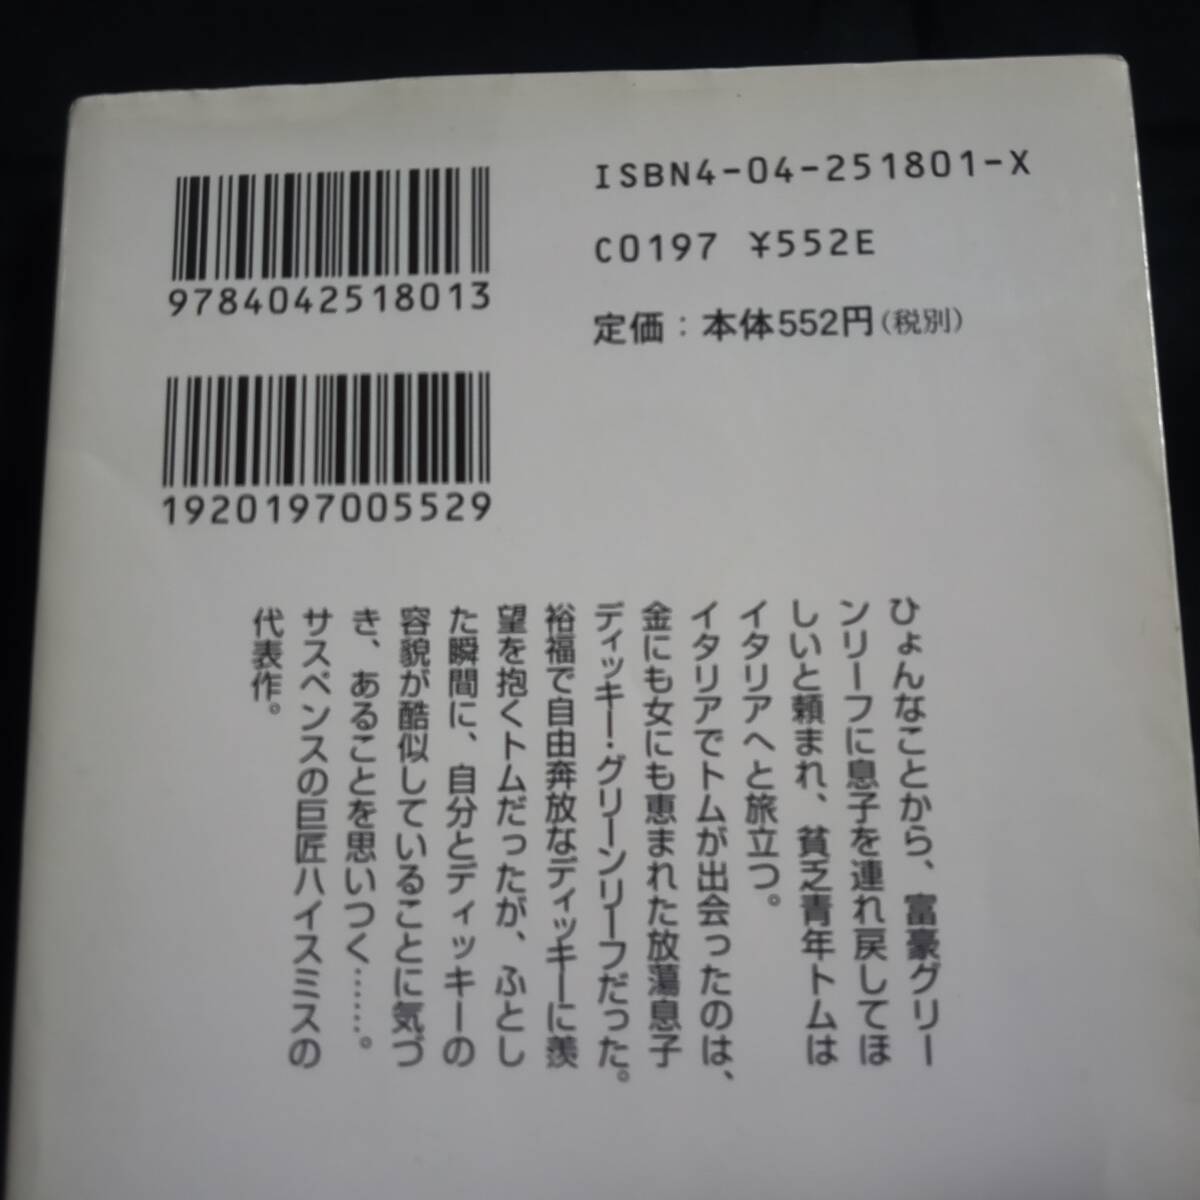 ISBN4-04-251801-X
C0197 ¥552E
定価：本体552円（税別）
9784042518013
1920197005529
ひょんなことから、富豪グリー
ンリーフに息子を連れ戻してほ
しいと頼まれ、貧乏青年トムは
イタリアへと旅立つ。
イタリアでトムが出会ったのは、
金にも女にも恵まれた放蕩息子
ディッキー・グリーンリーフだった。
裕福で自由奔放なディッキーに羨
望を抱くトムだったが、ふとし
た瞬間に、自分とディッキーの
容貌が酷似していることに気づ
き、あることを思いつく……。
サスペンスの巨匠ハイスミスの
代表作。